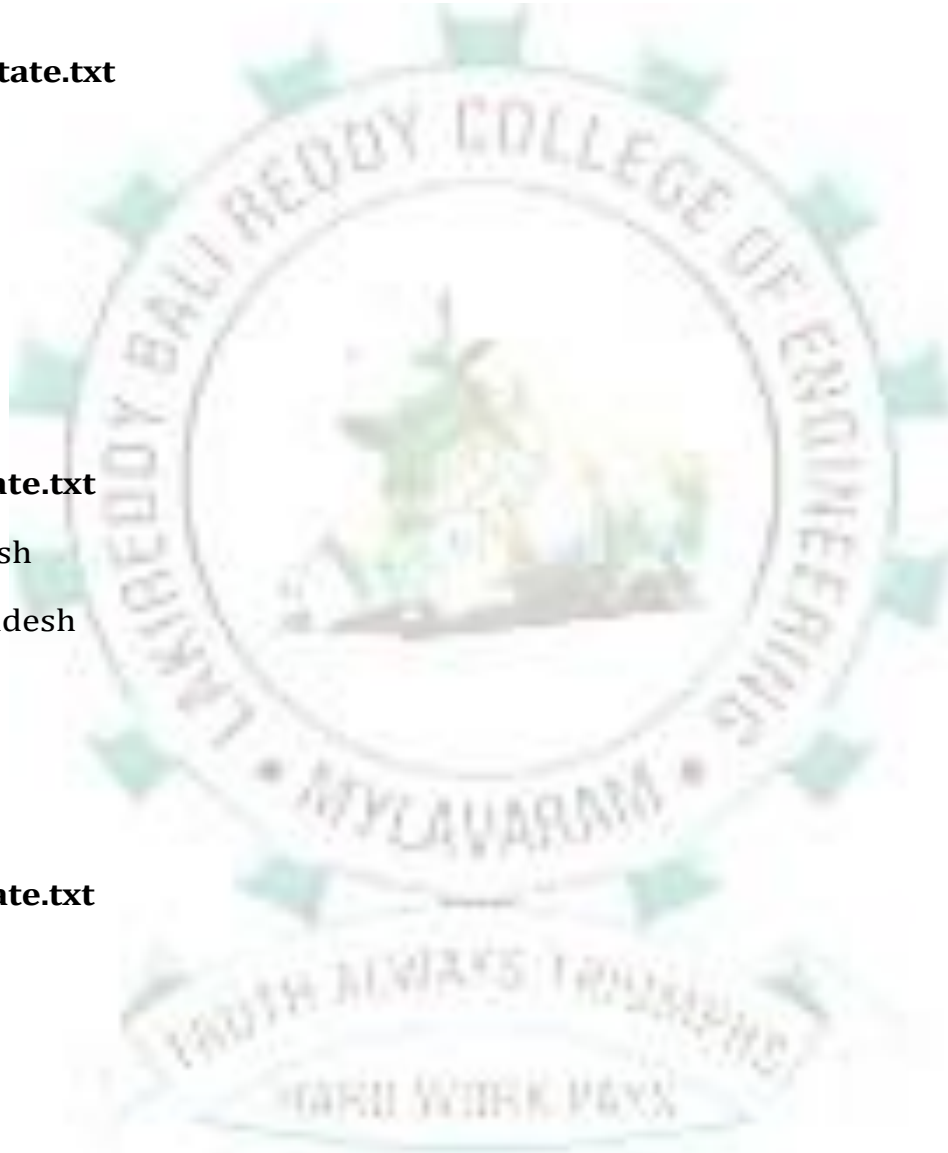 tate.txt
LAKIREDDY BALI REDDY COLLEGE OF ENGINEERING
ate.txt
sh
desh
• MYLAVARAM •
ate.txt
TRUTH ALWAYS TRIUMPHS
HARD WORK PAYS